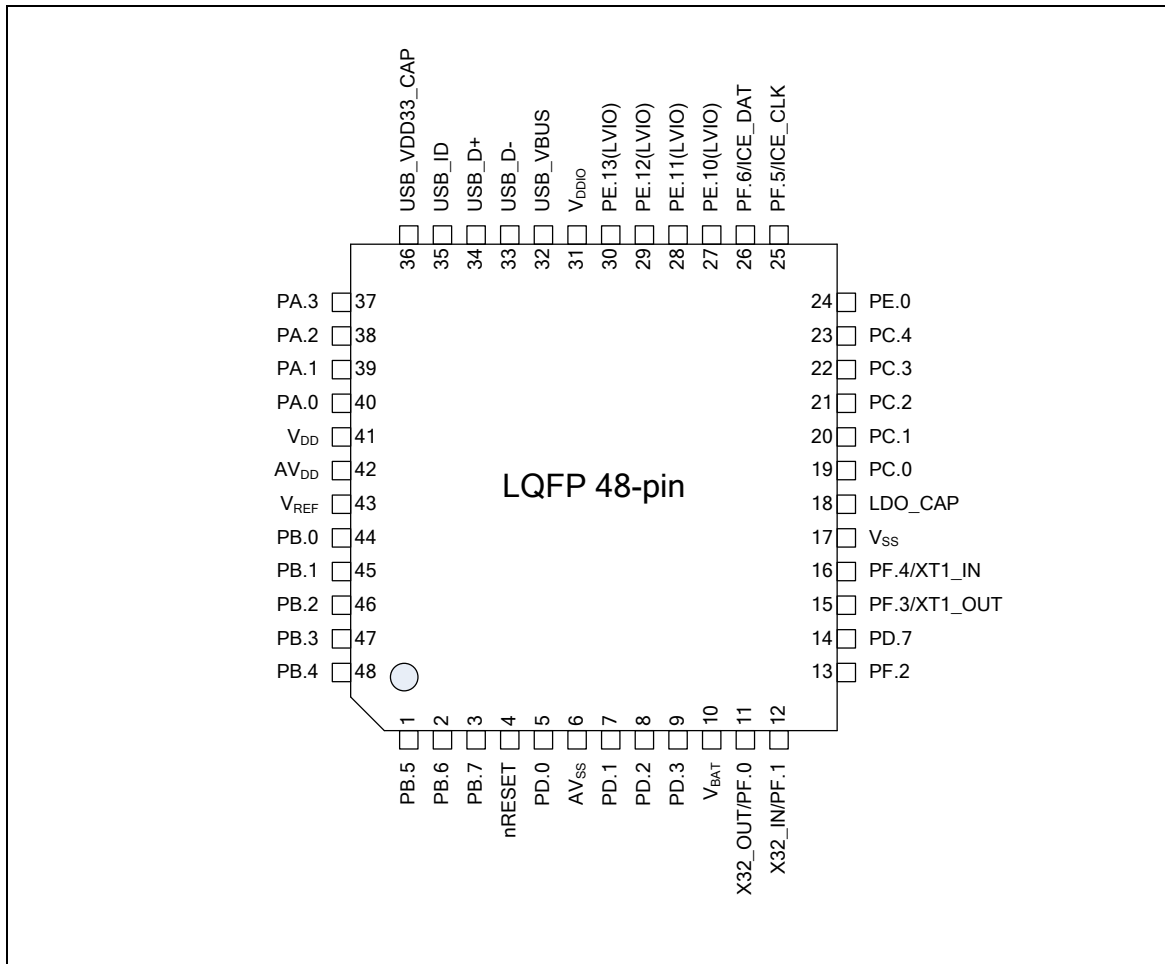 USB_VDD33_CAP
USB_ID
USB_D+
USB_D-
USB_VBUS
VDDIO
PE.13(LVIO)
PE.12(LVIO)
PE.11(LVIO)
PE.10(LVIO)
PF.6/ICE_DAT
PF.5/ICE_CLK
36
35
34
33
32
31
30
29
28
27
26
25
PA.3 37
PA.2 38
PA.1 39
PA.0 40
VDD 41
AVDD 42
VREF 43
PB.0 44
PB.1 45
PB.2 46
PB.3 47
PB.4 48
LQFP 48-pin
24 PE.0
23 PC.4
22 PC.3
21 PC.2
20 PC.1
19 PC.0
18 LDO_CAP
17 VSS
16 PF.4/XT1_IN
15 PF.3/XT1_OUT
14 PD.7
13 PF.2
1
2
3
4
5
6
7
8
9
10
11
12
PB.5
PB.6
PB.7
nRESET
PD.0
AVSS
PD.1
PD.2
PD.3
VBAT
X32_OUT/PF.0
X32_IN/PF.1